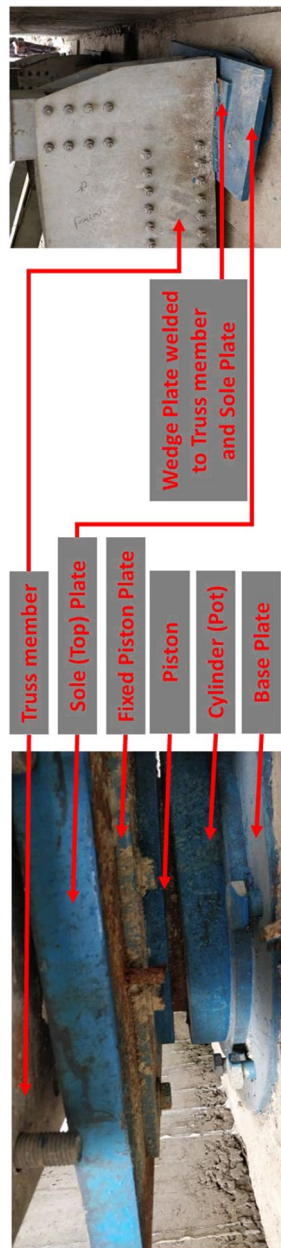 Truss member
Sole (Top) Plate
Fixed Piston Plate
Piston
Cylinder (Pot)
Base Plate
Wedge Plate welded
to Truss member
and Sole Plate